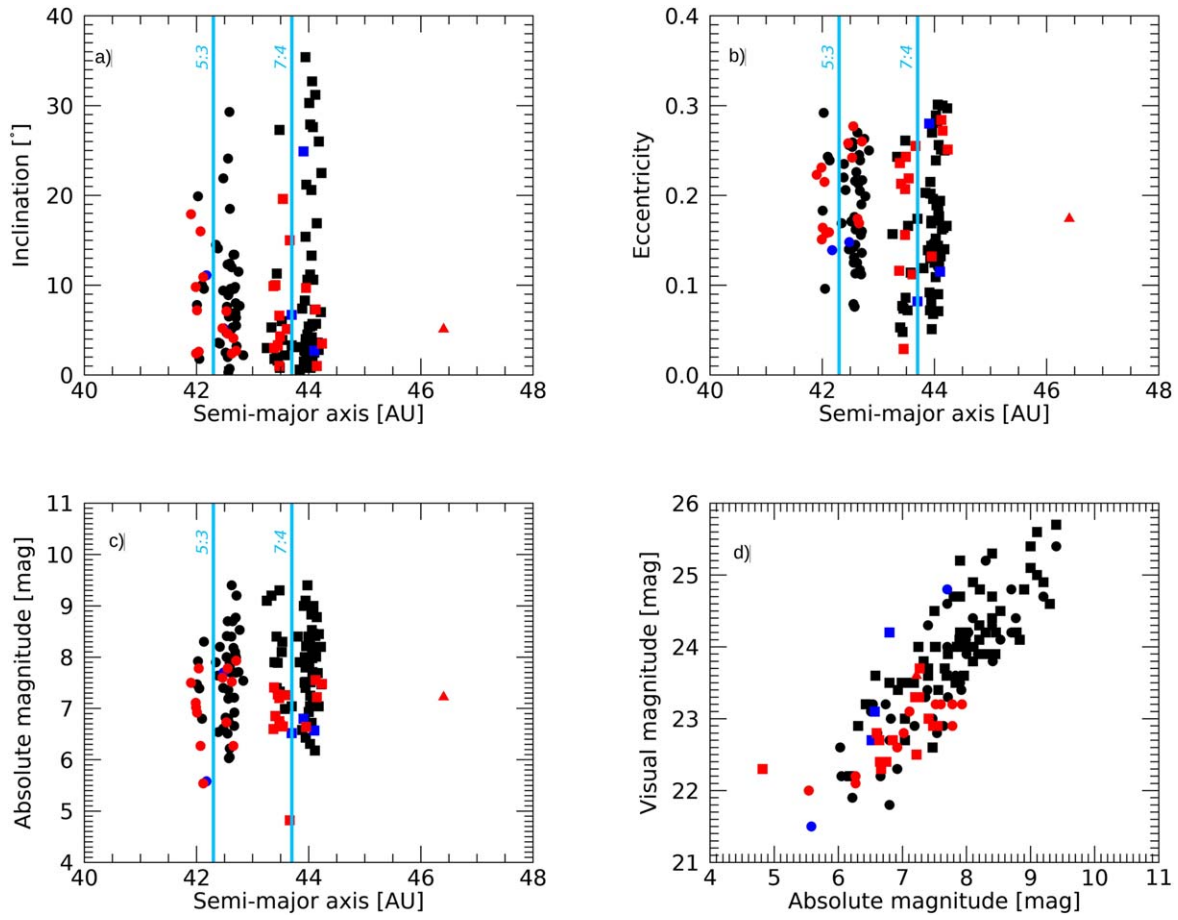 a)
5:3
7:4
40
30
20
10
0
Inclination [°]
40 42 44 46 48
Semi-major axis [AU]
b)
5:3
7:4
0.4
0.3
0.2
0.1
0.0
Eccentricity
40 42 44 46 48
Semi-major axis [AU]
c)
5:3
7:4
11
10
9
8
7
6
5
4
Absolute magnitude [mag]
40 42 44 46 48
Semi-major axis [AU]
d)
26
25
24
23
22
21
Visual magnitude [mag]
4 5 6 7 8 9 10 11
Absolute magnitude [mag]